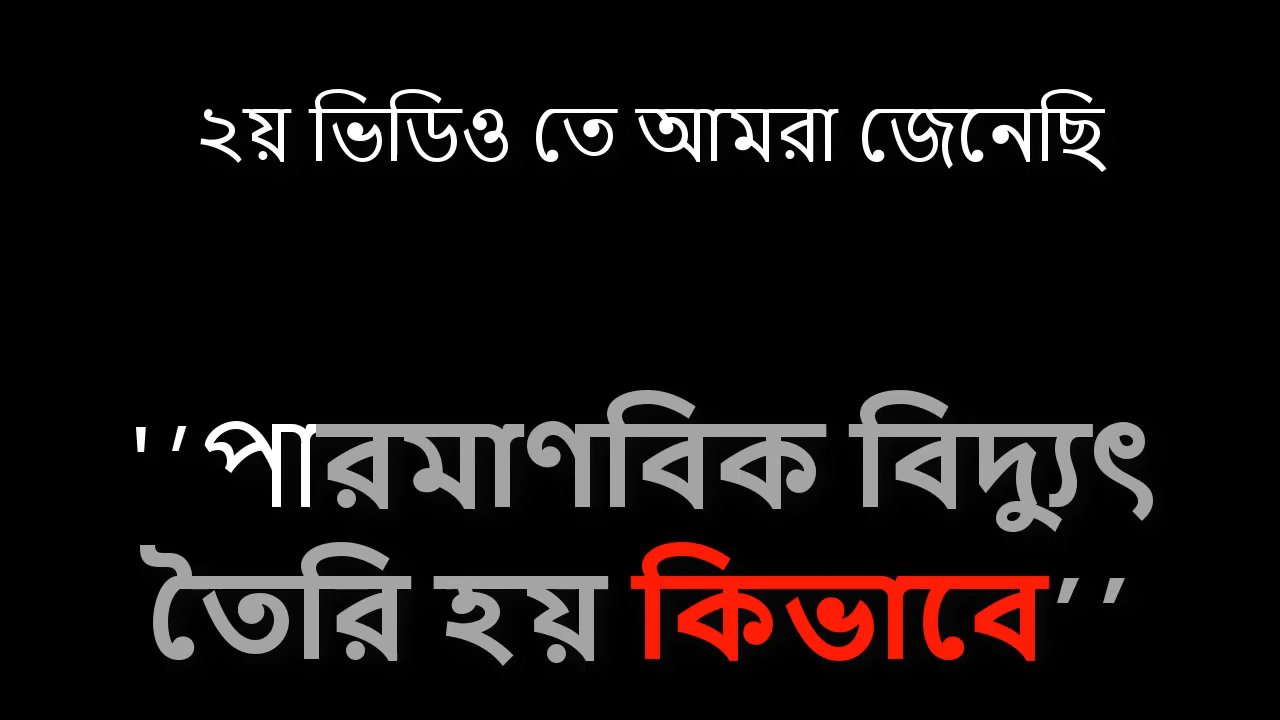 ২য় ভিডিও তে আমরা জেনেছি
'’পারমাণবিক বিদ্যুৎ
তৈরি হয় কিভাবে’’